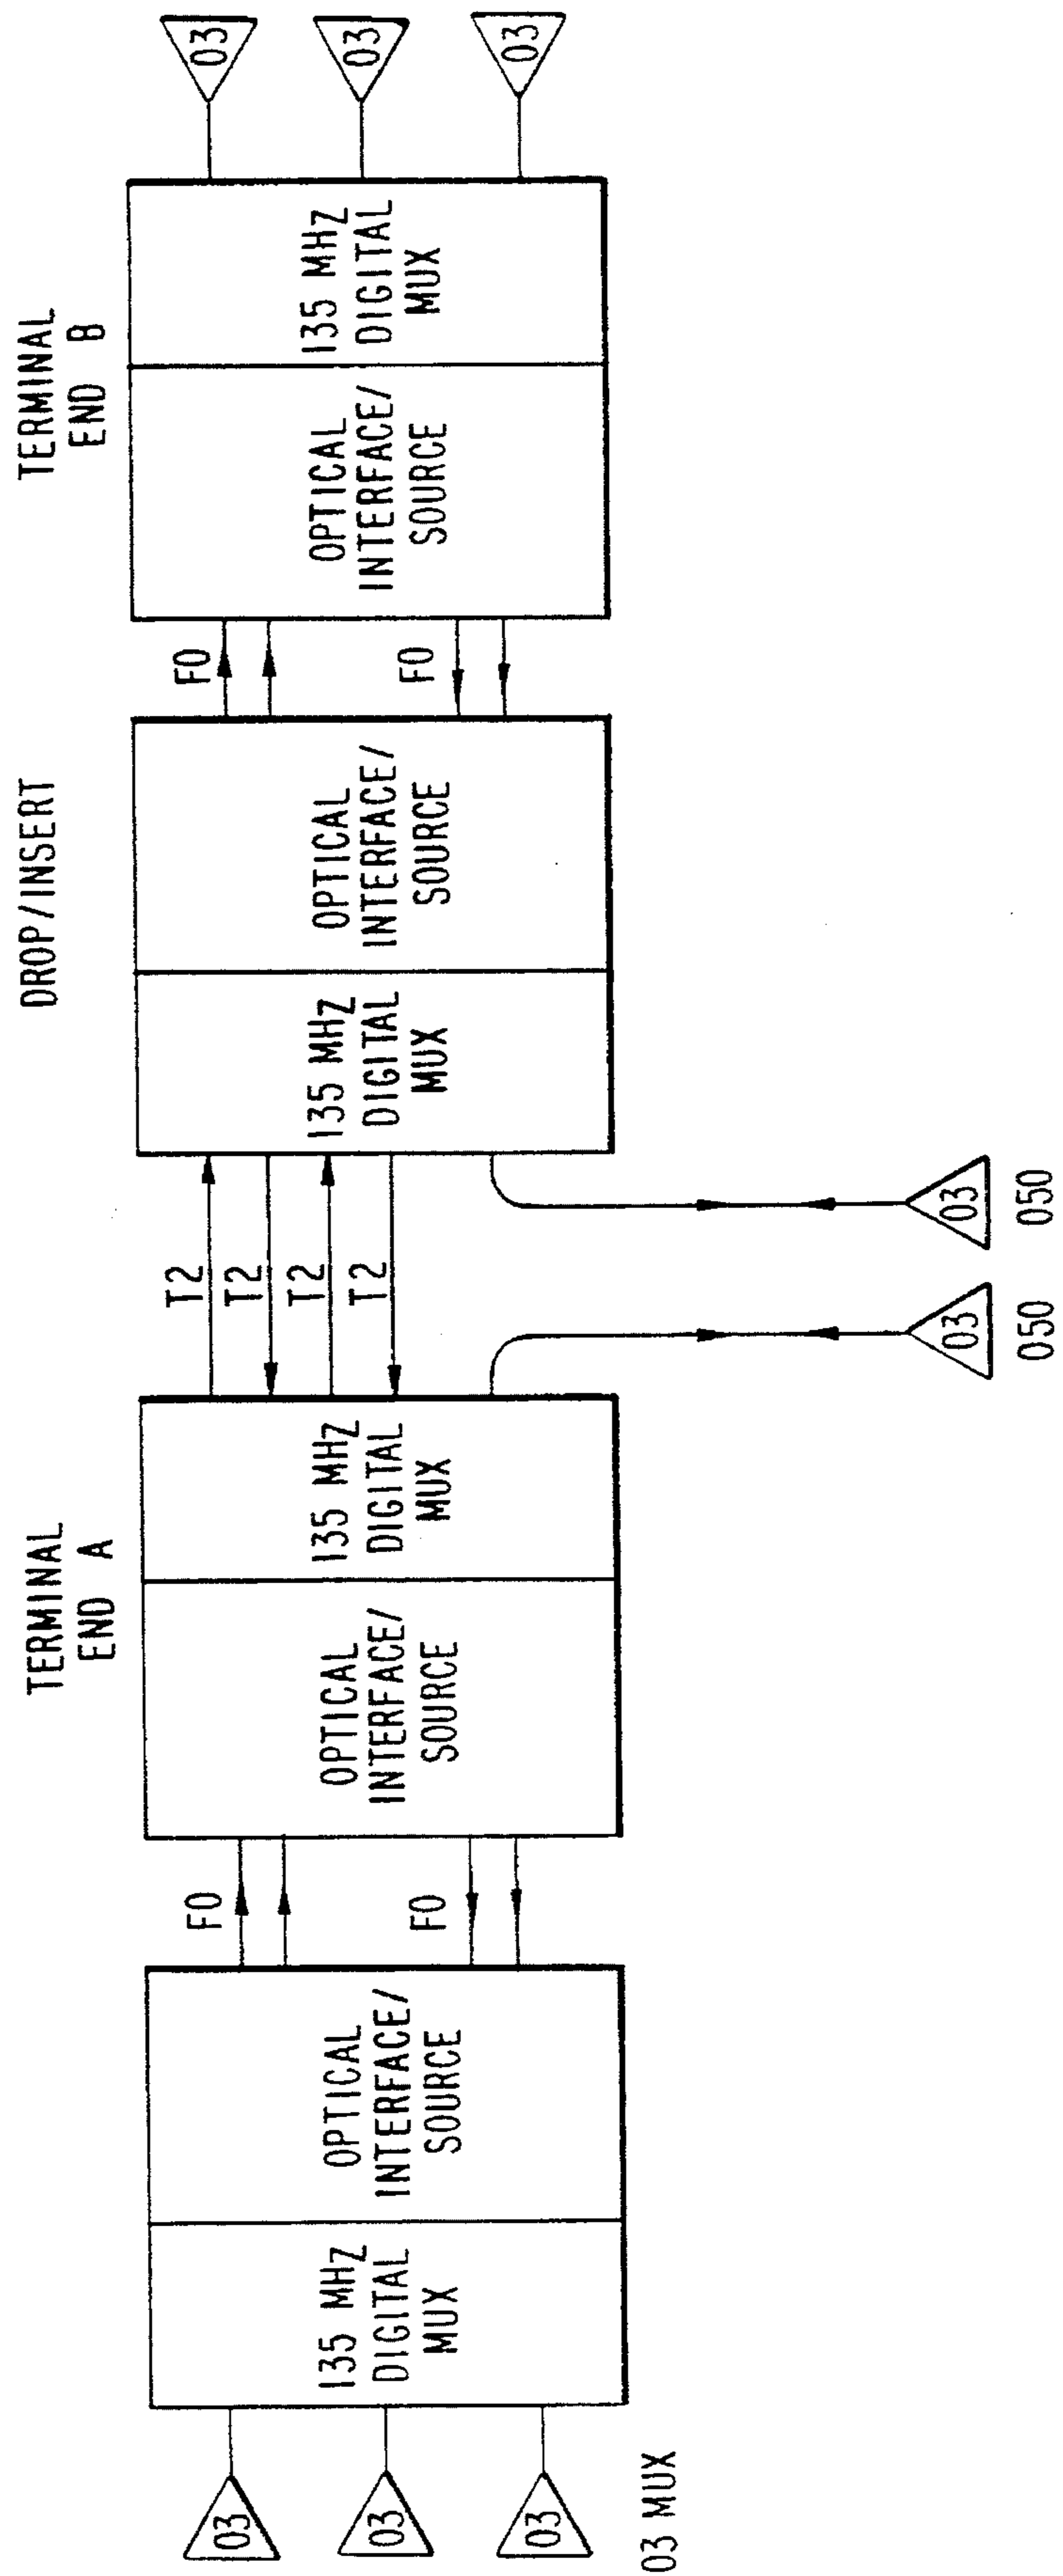 TERMINAL
END A
DROP/INSERT
TERMINAL
END B
03
03
03
03 MUX
135 MHZ
DIGITAL
MUX
OPTICAL
INTERFACE/
SOURCE
FO
FO
OPTICAL
INTERFACE/
SOURCE
135 MHZ
DIGITAL
MUX
T2
T2
T2
T2
03
050
03
050
135 MHZ
DIGITAL
MUX
OPTICAL
INTERFACE/
SOURCE
FO
FO
OPTICAL
INTERFACE/
SOURCE
135 MHZ
DIGITAL
MUX
03
03
03